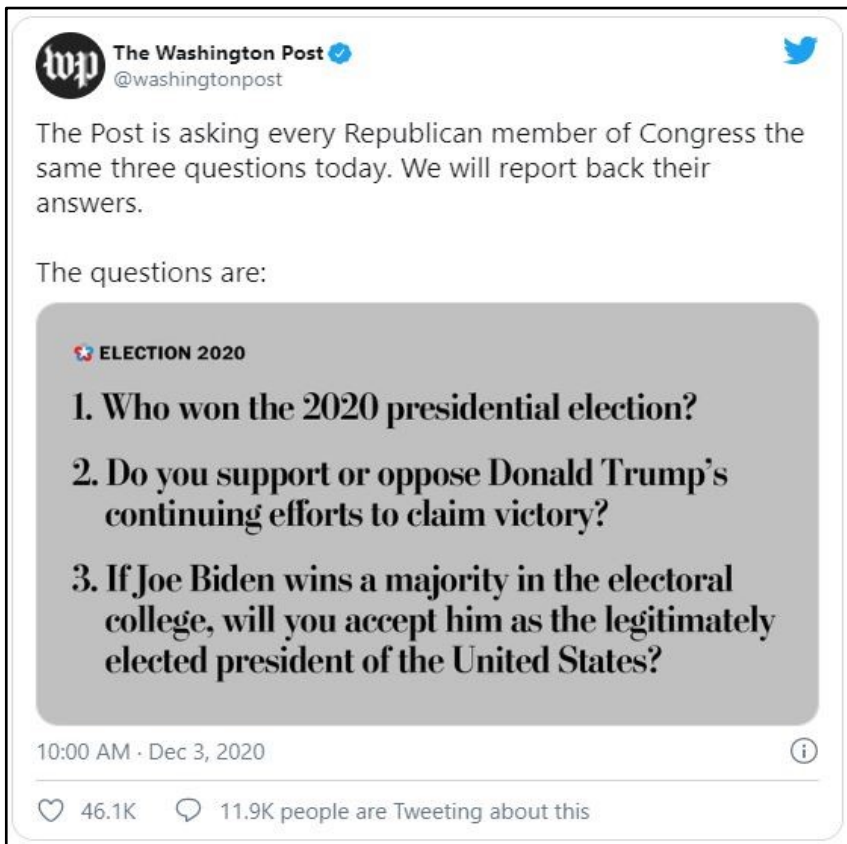 wp
The Washington Post
@washingtonpost
The Post is asking every Republican member of Congress the
same three questions today. We will report back their
answers.
The questions are:
ELECTION 2020
1. Who won the 2020 presidential election?
2. Do you support or oppose Donald Trump's
continuing efforts to claim victory?
3. If Joe Biden wins a majority in the electoral
college, will you accept him as the legitimately
elected president of the United States?
10:00 AM · Dec 3, 2020
46.1K 11.9K people are Tweeting about this